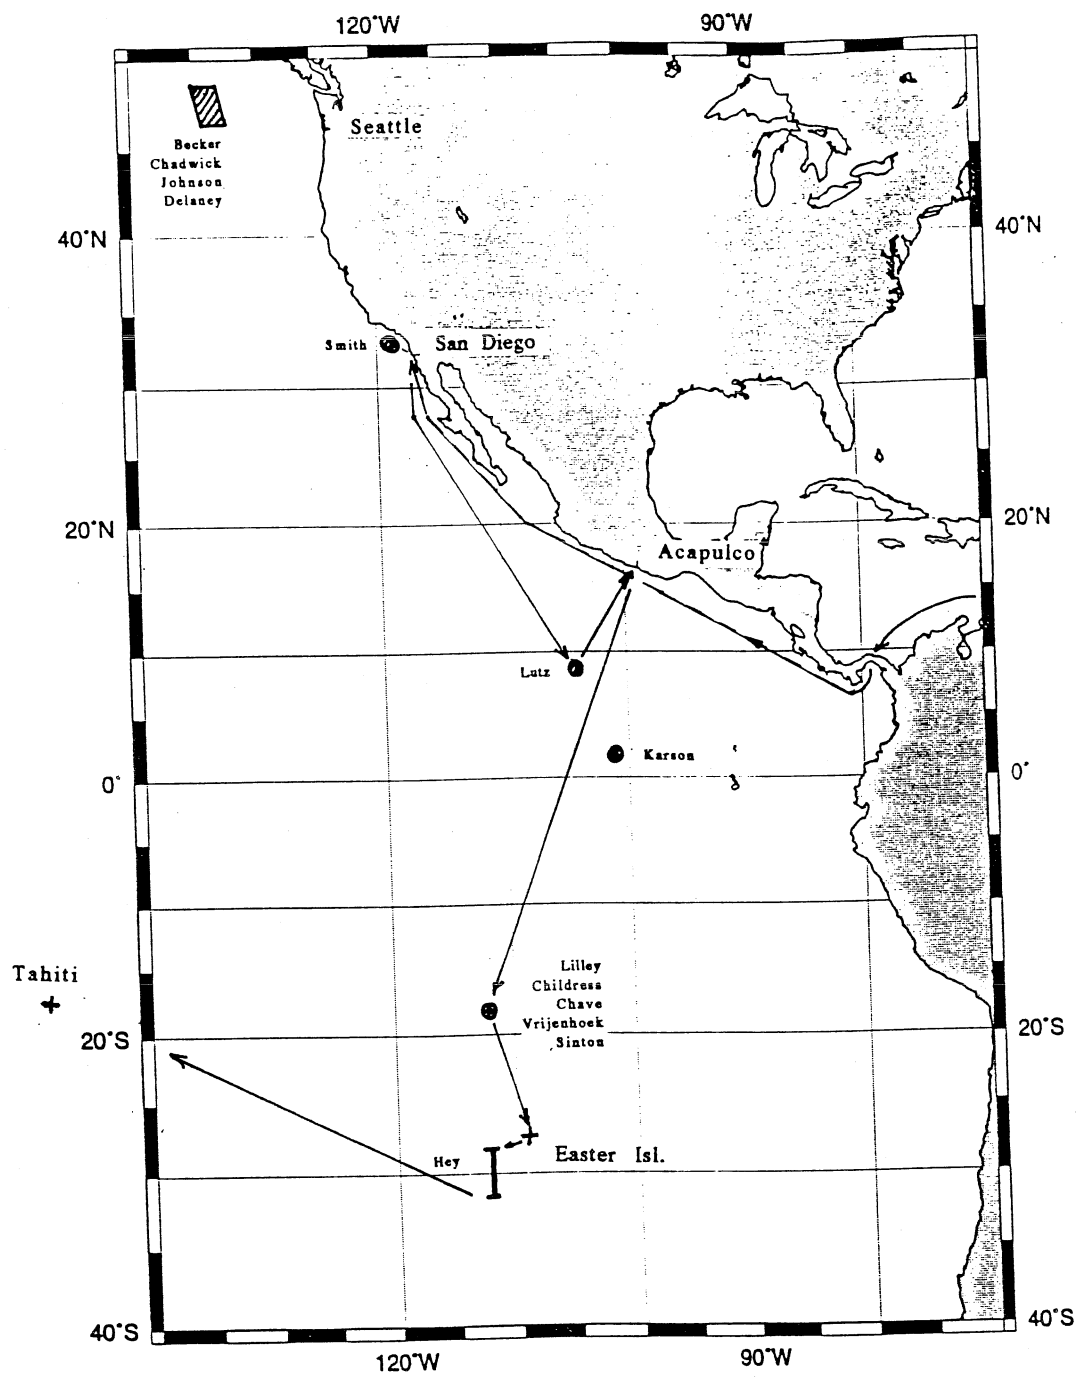 120°W 90°W
Seattle
Becker
Chadwick
Johnson
Delaney
40°N 40°N
Smith San Diego
20°N 20°N
Acapulco
Lutz
Karson
0° 0°
Lilley
Childress
Chave
Vrijenhoek
Sinton
Tahiti
20°S 20°S
Hey Easter Isl.
40°S 40°S
120°W 90°W